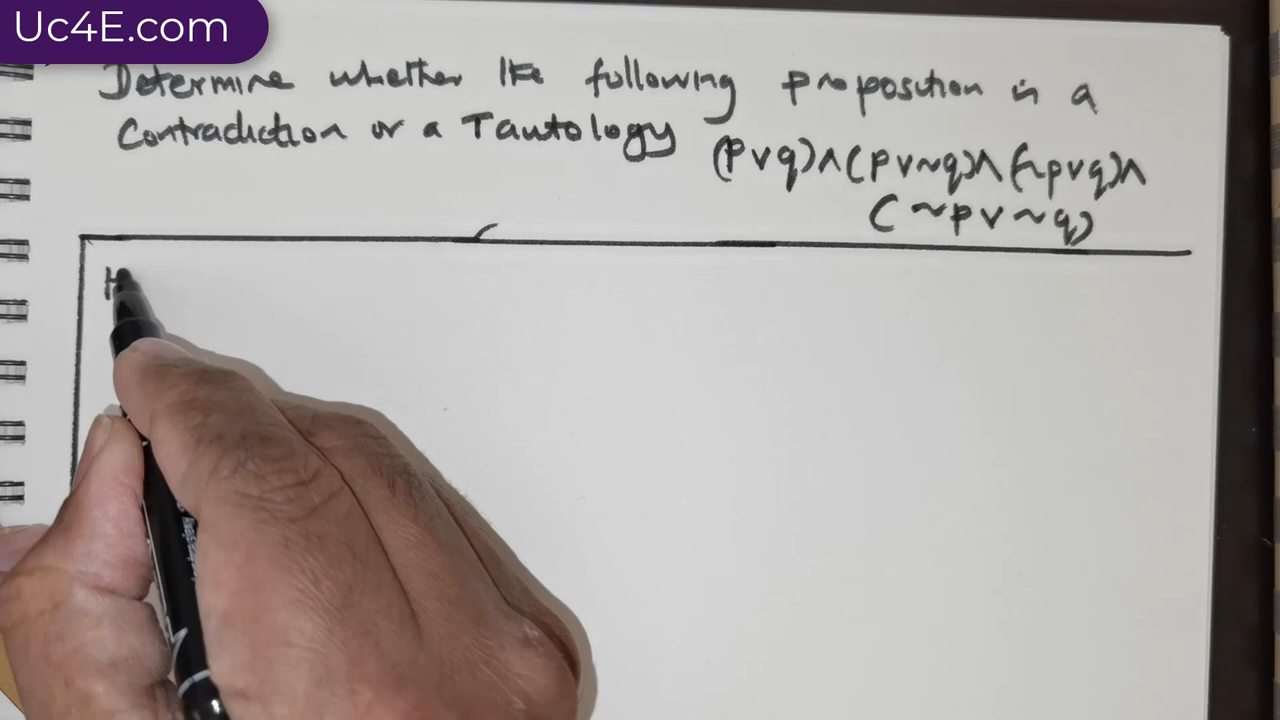 Uc4E.com
Determine whether the following proposition is a
Contradiction or a Tautology (p∨q)∧(p∨~q)∧(~p∨q)∧
(~p∨~q)